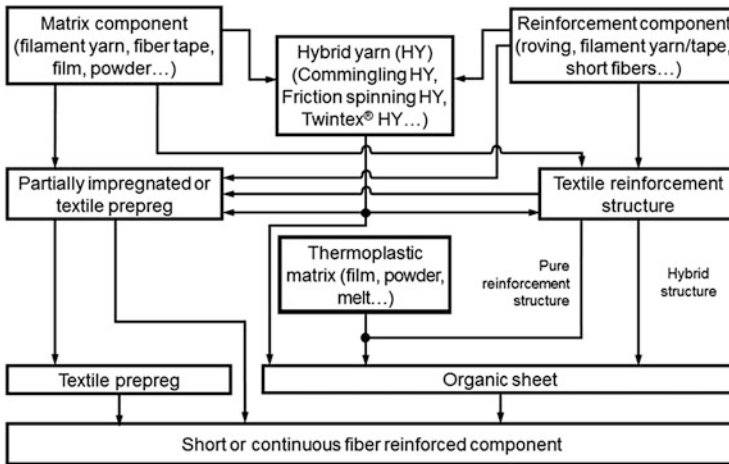 Matrix component
(filament yarn, fiber tape,
film, powder…)
Hybrid yarn (HY)
(Commingling HY,
Friction spinning HY,
Twintex® HY…)
Reinforcement component
(roving, filament yarn/tape,
short fibers…)
Partially impregnated or
textile prepreg
Textile reinforcement
structure
Thermoplastic
matrix (film, powder,
melt…)
Pure
reinforcement
structure
Hybrid
structure
Textile prepreg
Organic sheet
Short or continuous fiber reinforced component